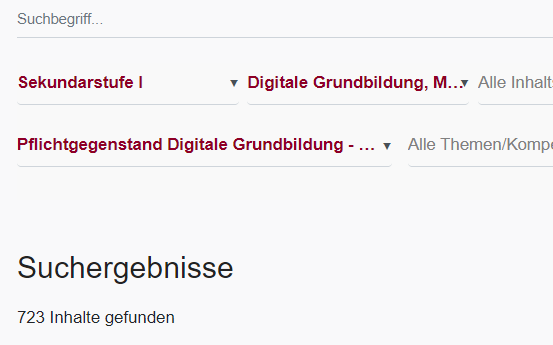 Suchbegriff...
Sekundarstufe I Digitale Grundbildung, M... Alle Inhalt
Pflichtgegenstand Digitale Grundbildung - ... Alle Themen/Kompe
Suchergebnisse
723 Inhalte gefunden